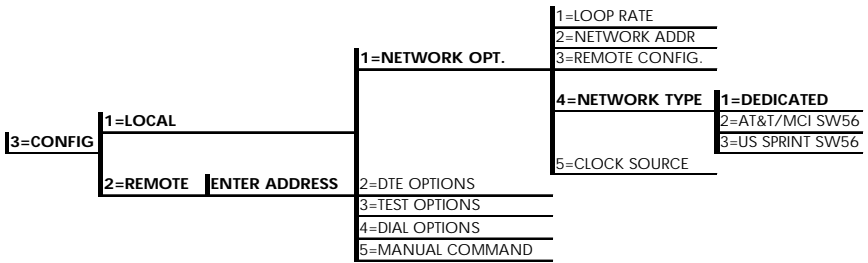 1=LOOP RATE
2=NETWORK ADDR
1=NETWORK OPT.
3=REMOTE CONFIG.
4=NETWORK TYPE
1=DEDICATED
1=LOCAL
2=AT&T/MCI SW56
3=CONFIG
3=US SPRINT SW56
5=CLOCK SOURCE
2=REMOTE
ENTER ADDRESS
2=DTE OPTIONS
3=TEST OPTIONS
4=DIAL OPTIONS
5=MANUAL COMMAND